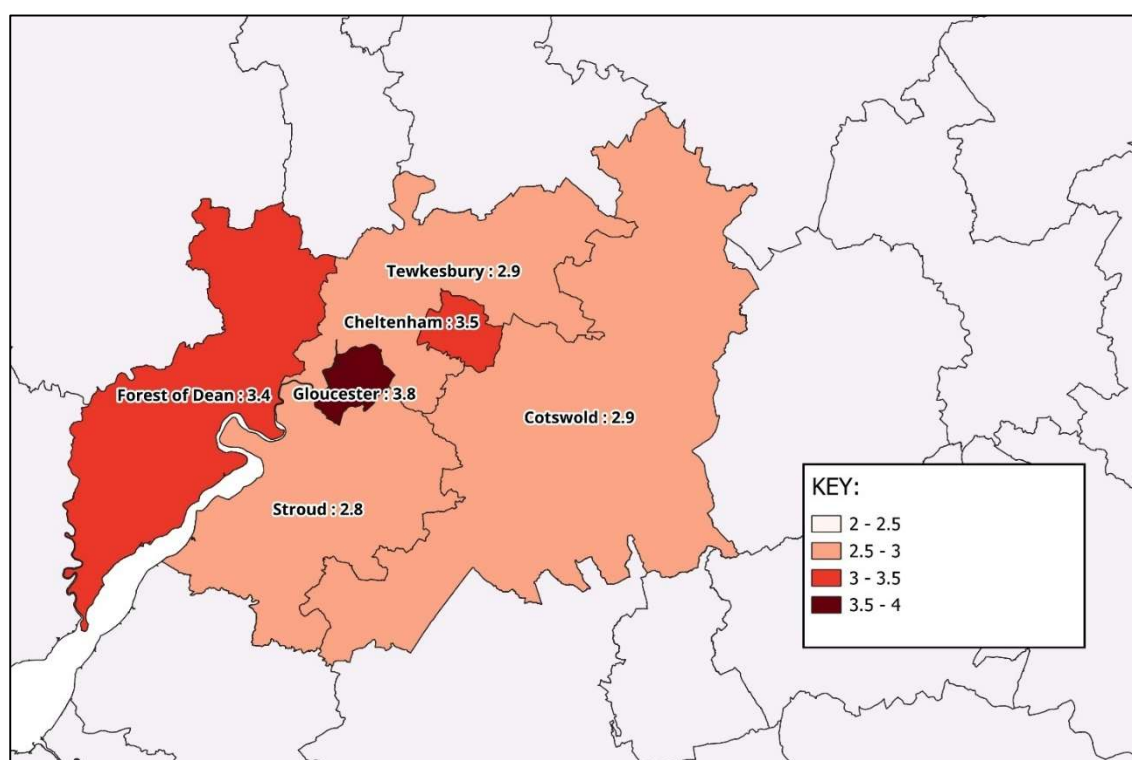 Tewkesbury : 2.9
Cheltenham : 3.5
Forest of Dean : 3.4
Gloucester : 3.8
Cotswold : 2.9
Stroud : 2.8
KEY:
2 - 2.5
2.5 - 3
3 - 3.5
3.5 - 4